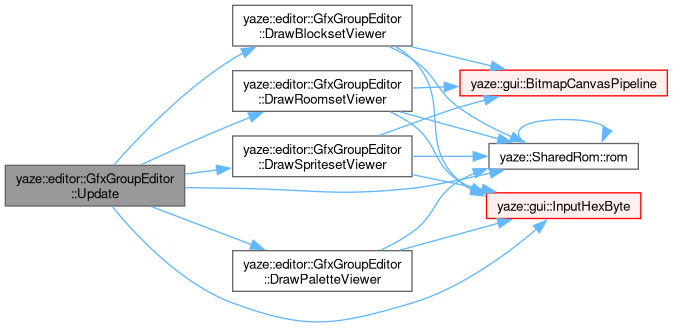 yaze::editor::GfxGroupEditor
::DrawBlocksetViewer
yaze::editor::GfxGroupEditor
::DrawRoomsetViewer
yaze::gui::BitmapCanvasPipeline
yaze::editor::GfxGroupEditor
::DrawSpritesetViewer
yaze::SharedRom::rom
yaze::editor::GfxGroupEditor
::Update
yaze::gui::InputHexByte
yaze::editor::GfxGroupEditor
::DrawPaletteViewer